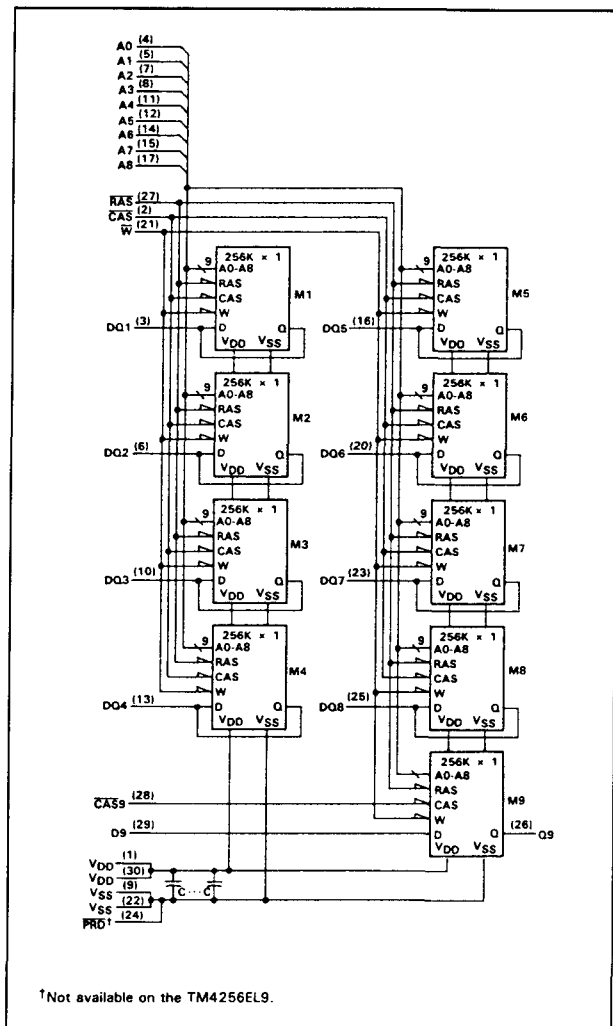 A0 (4)
A1 (5)
A2 (7)
A3 (8)
A4 (11)
A5 (12)
A6 (14)
A7 (15)
A8 (17)
RAS (27)
CAS (2)
W (21)
256K × 1
9 A0-A8
RAS
CAS
W
DQ1 (3) D Q
VDD VSS
M1
256K × 1
9 A0-A8
RAS
CAS
W
DQ2 (6) D Q
VDD VSS
M2
256K × 1
9 A0-A8
RAS
CAS
W
DQ3 (10) D Q
VDD VSS
M3
256K × 1
9 A0-A8
RAS
CAS
W
DQ4 (13) D Q
VDD VSS
M4
256K × 1
9 A0-A8
RAS
CAS
W
DQ5 (16) D Q
VDD VSS
M5
256K × 1
9 A0-A8
RAS
CAS
W
DQ6 (20) D Q
VDD VSS
M6
256K × 1
9 A0-A8
RAS
CAS
W
DQ7 (23) D Q
VDD VSS
M7
256K × 1
9 A0-A8
RAS
CAS
W
DQ8 (25) D Q
VDD VSS
M8
256K × 1
9 A0-A8
RAS
CAS9 (28) CAS
W
D9 (29) D Q (26) Q9
VDD VSS
M9
VDD (1)
VDD (30)
VSS (9)
VSS (22)
PRD† (24)
C···C
†Not available on the TM4256EL9.